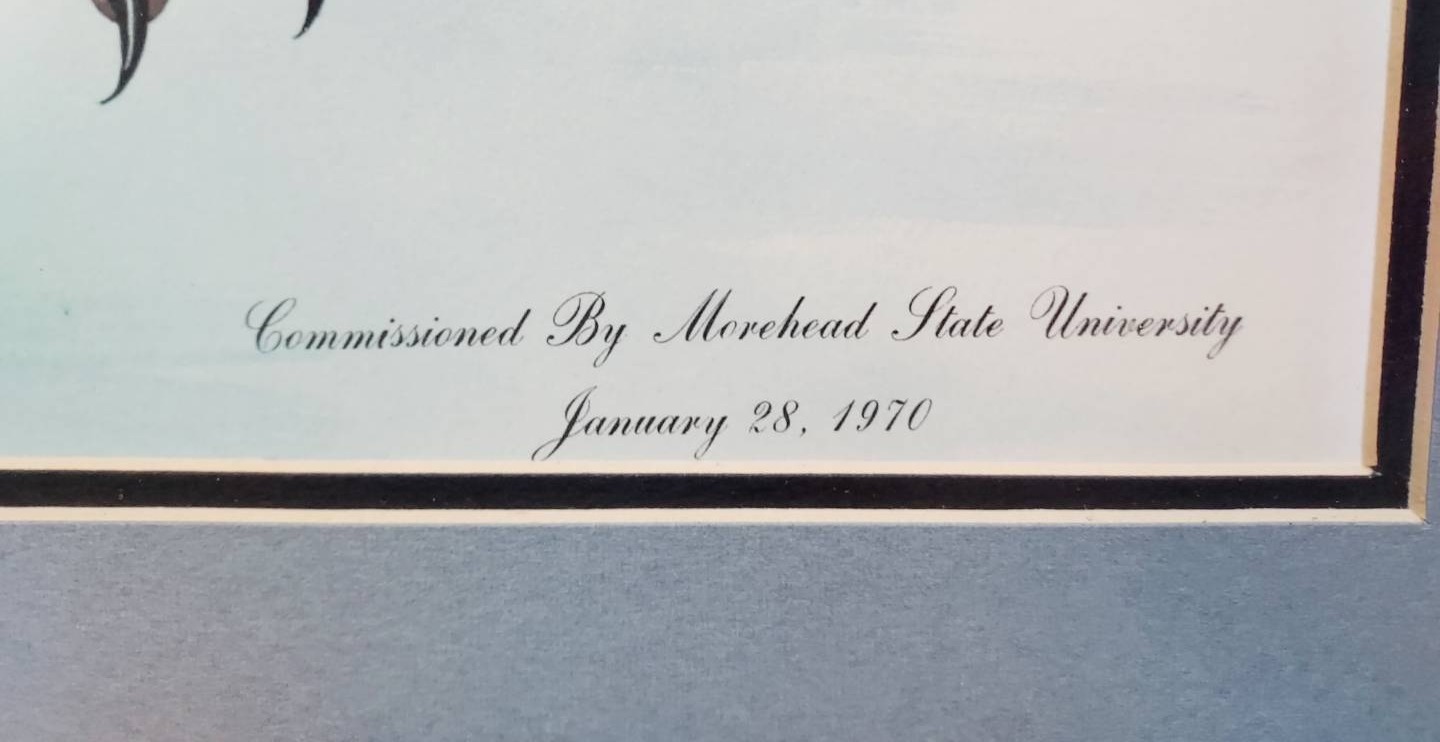 Commissioned By Morehead State University
January 28, 1970